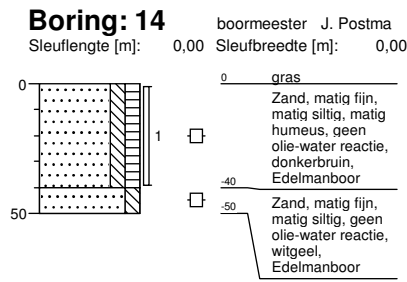 Boring: 14 boormeester J. Postma
Sleuflengte [m]: 0,00 Sleufbreedte [m]: 0,00
0 0 gras
Zand, matig fijn,
matig siltig, matig
humeus, geen
1 olie-water reactie,
donkerbruin,
Edelmanboor
-40
Zand, matig fijn,
50 -50 matig siltig, geen
olie-water reactie,
witgeel,
Edelmanboor